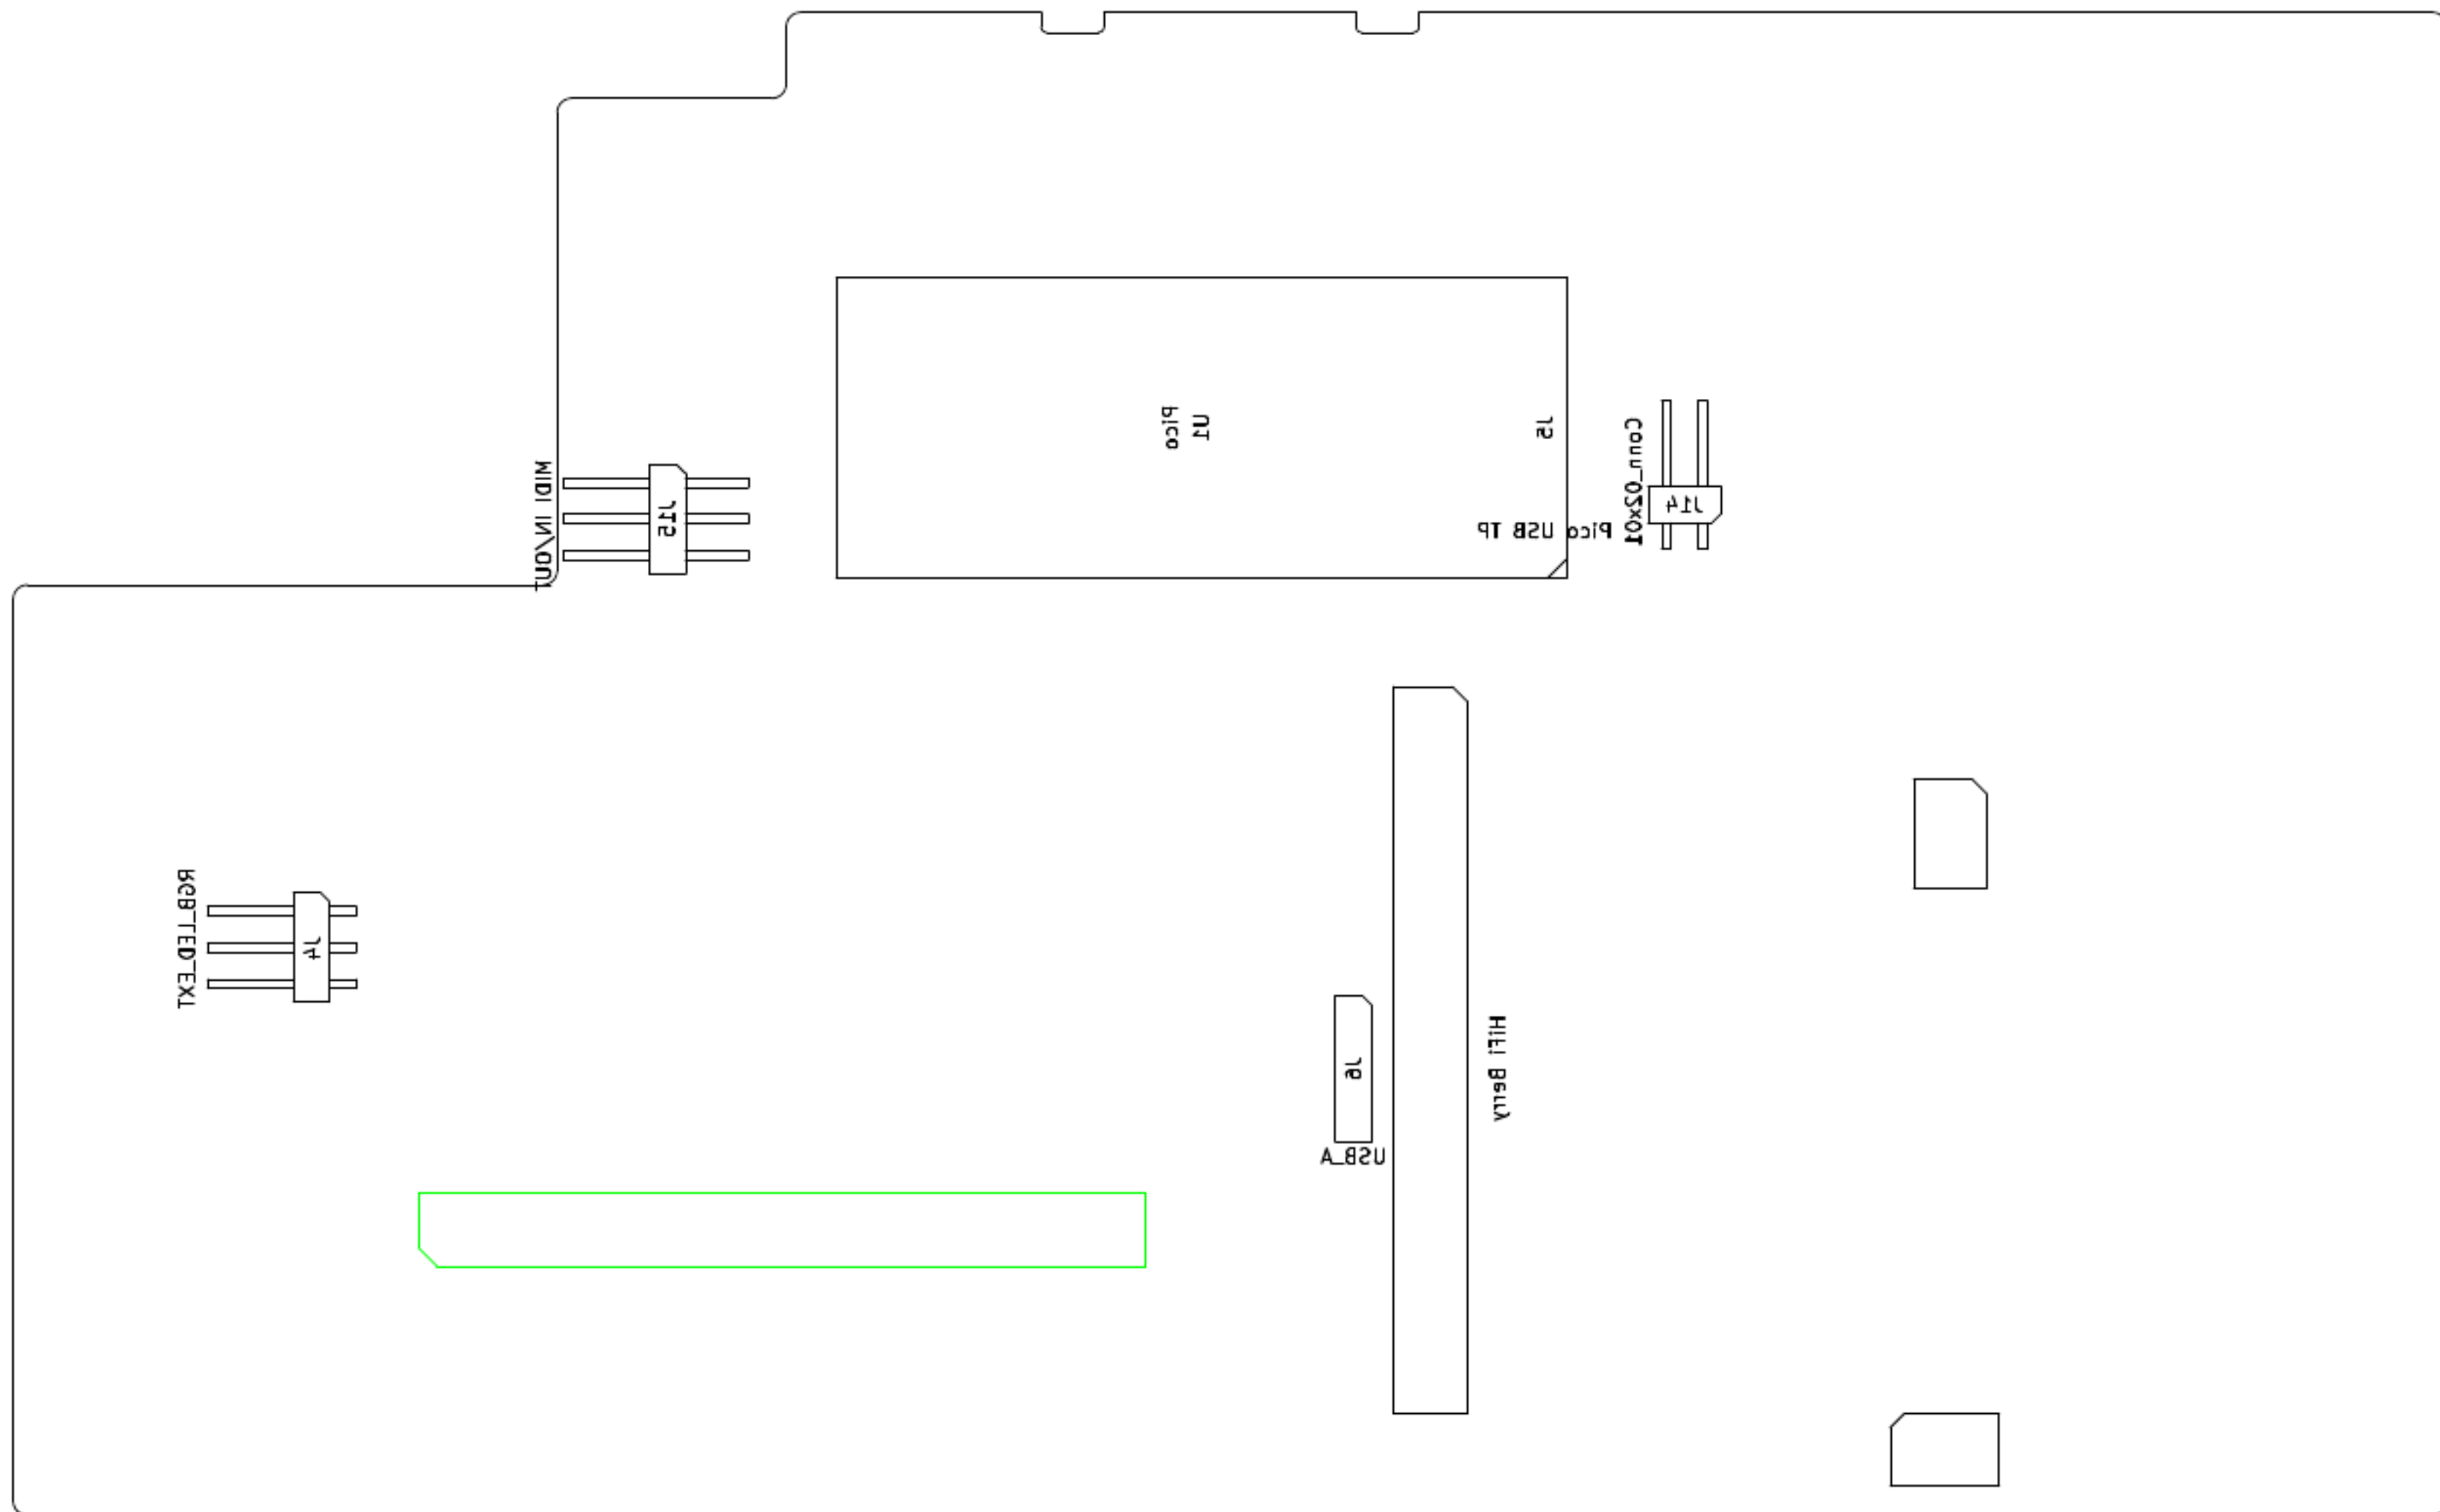 Pico
U1
J5
Conn_02x01
J14
Pico USB TP
MIDI IN/OUT
J15
RGB_LED_EXT
J4
J6
USB_A
HiFi Berry